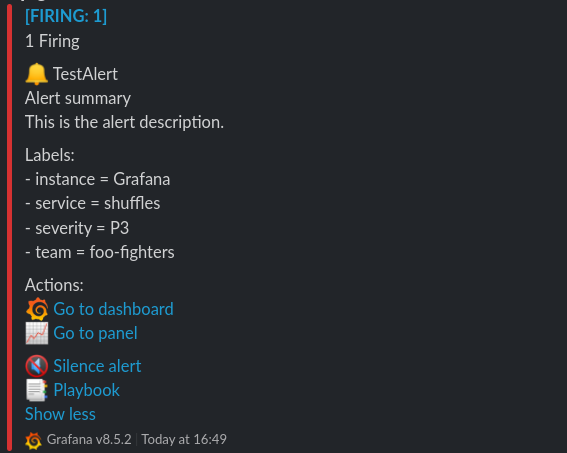 [FIRING: 1]
1 Firing
TestAlert
Alert summary
This is the alert description.
Labels:
- instance = Grafana
- service = shuffles
- severity = P3
- team = foo-fighters
Actions:
Go to dashboard
Go to panel
Silence alert
Playbook
Show less
Grafana v8.5.2 | Today at 16:49